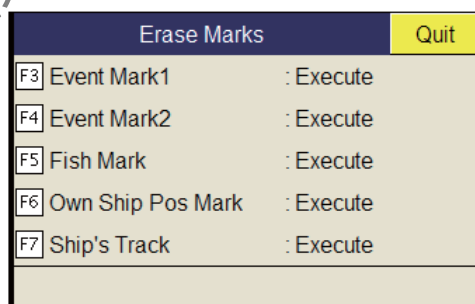 Erase Marks Quit
F3 Event Mark1 : Execute
F4 Event Mark2 : Execute
F5 Fish Mark : Execute
F6 Own Ship Pos Mark : Execute
F7 Ship's Track : Execute